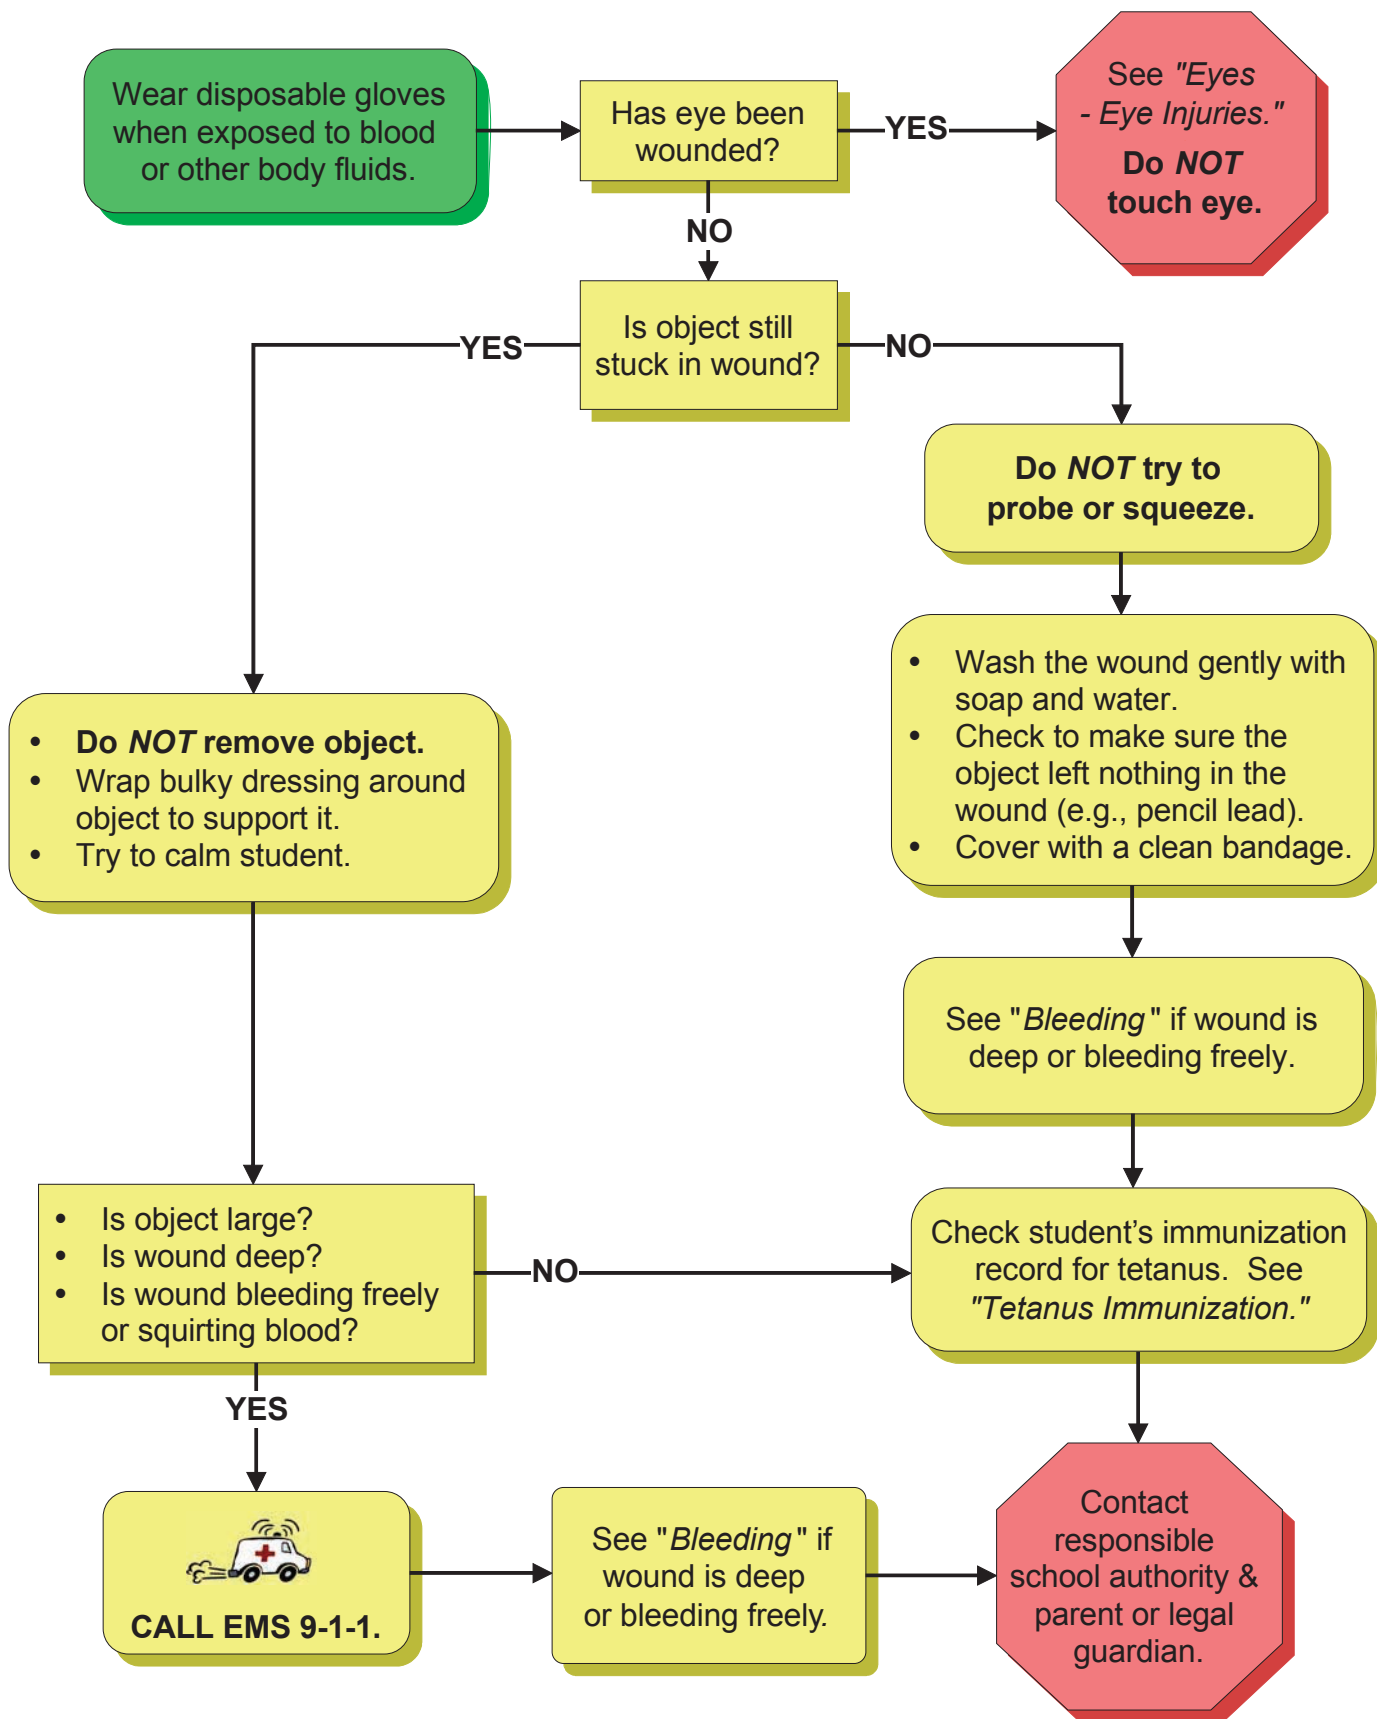 Wear disposable gloves
when exposed to blood
or other body fluids.
Has eye been
wounded?
YES
See "Eyes
- Eye Injuries."
Do NOT
touch eye.
NO
Is object still
stuck in wound?
YES
NO
Do NOT try to
probe or squeeze.
• Wash the wound gently with
soap and water.
• Check to make sure the
object left nothing in the
wound (e.g., pencil lead).
• Cover with a clean bandage.
• Do NOT remove object.
• Wrap bulky dressing around
object to support it.
• Try to calm student.
See "Bleeding" if wound is
deep or bleeding freely.
• Is object large?
• Is wound deep?
• Is wound bleeding freely
or squirting blood?
NO
Check student's immunization
record for tetanus. See
"Tetanus Immunization."
YES
CALL EMS 9-1-1.
See "Bleeding" if
wound is deep
or bleeding freely.
Contact
responsible
school authority &
parent or legal
guardian.